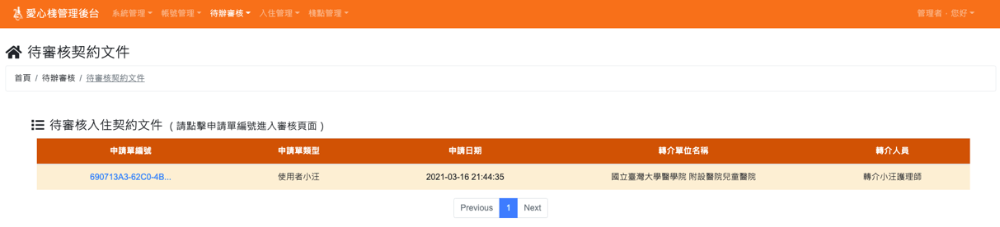 愛心棧管理後台 系統管理 帳號管理 待辦審核 入住管理 棧點管理 管理者 · 您好
待審核契約文件
首頁 / 待辦審核 / 待審核契約文件
待審核入住契約文件 ( 請點擊申請單編號進入審核頁面 )
申請單編號 申請單類型 申請日期 轉介單位名稱 轉介人員
690713A3-62C0-4B... 使用者小汪 2021-03-16 21:44:35 國立臺灣大學醫學院 附設醫院兒童醫院 轉介小汪護理師
Previous 1 Next